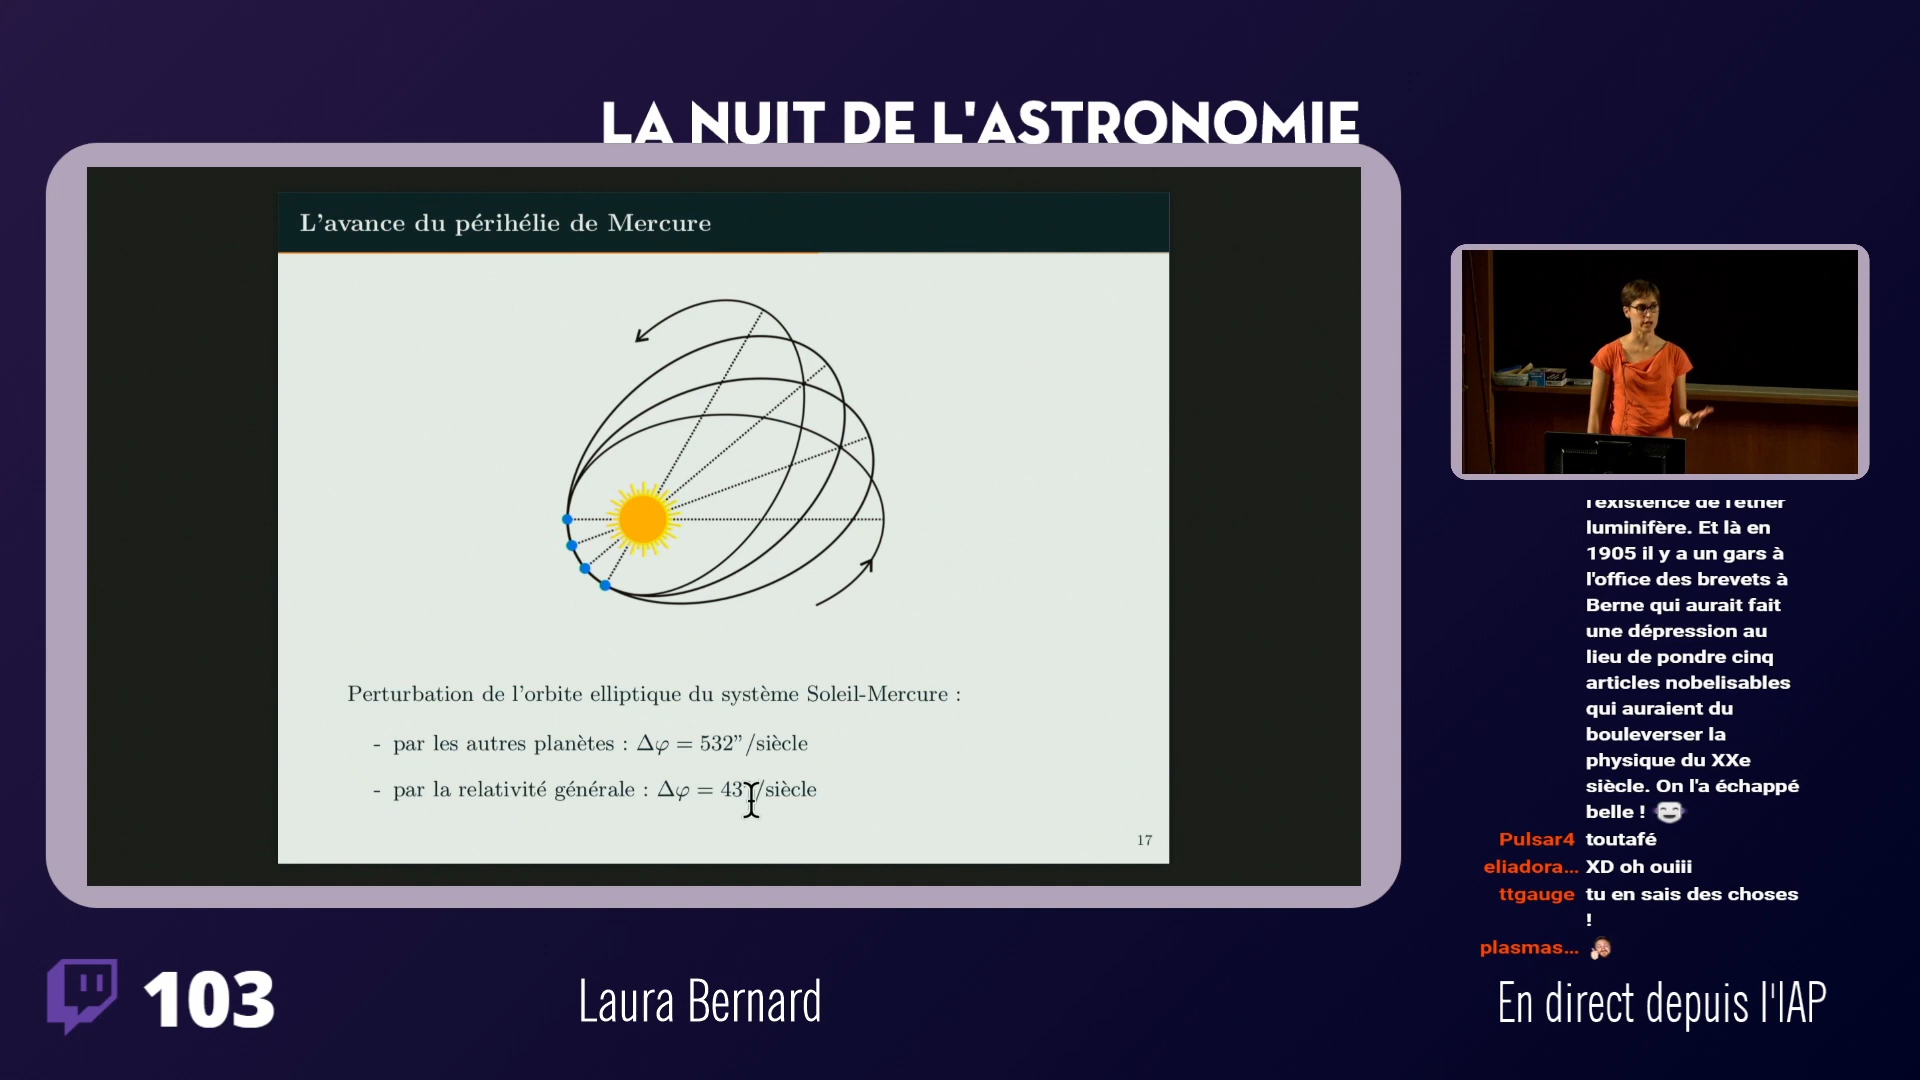 LA NUIT DE L'ASTRONOMIE
L'avance du périhélie de Mercure
Perturbation de l'orbite elliptique du système Soleil-Mercure :
- par les autres planètes : Δφ = 532"/siècle
- par la relativité générale : Δφ = 43"/siècle
17
l'existence de l'éther
luminifère. Et là en
1905 il y a un gars à
l'office des brevets à
Berne qui aurait fait
une dépression au
lieu de pondre cinq
articles nobelisables
qui auraient du
bouleverser la
physique du XXe
siècle. On l'a échappé
belle !
Pulsar4 toutafé
eliadora... XD oh ouiii
ttgauge tu en sais des choses
!
plasmas...
103
Laura Bernard
En direct depuis l'IAP